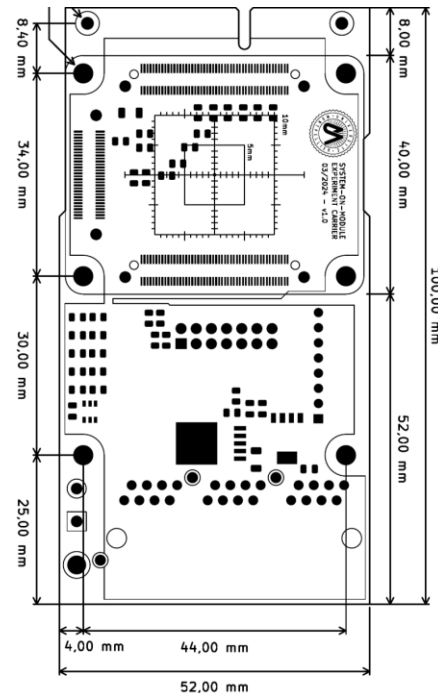 8,40 mm
8,00 mm
10mm
5mm
SYSTEM-ON-MODULE
EXPERIMENT CARRIER
03/2024 - v1.0
34,00 mm
40,00 mm
100,00 mm
30,00 mm
52,00 mm
25,00 mm
4,00 mm
44,00 mm
52,00 mm